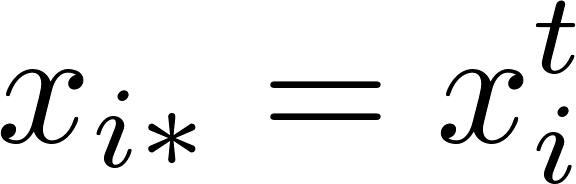 $x_{i*} = x_i^t$